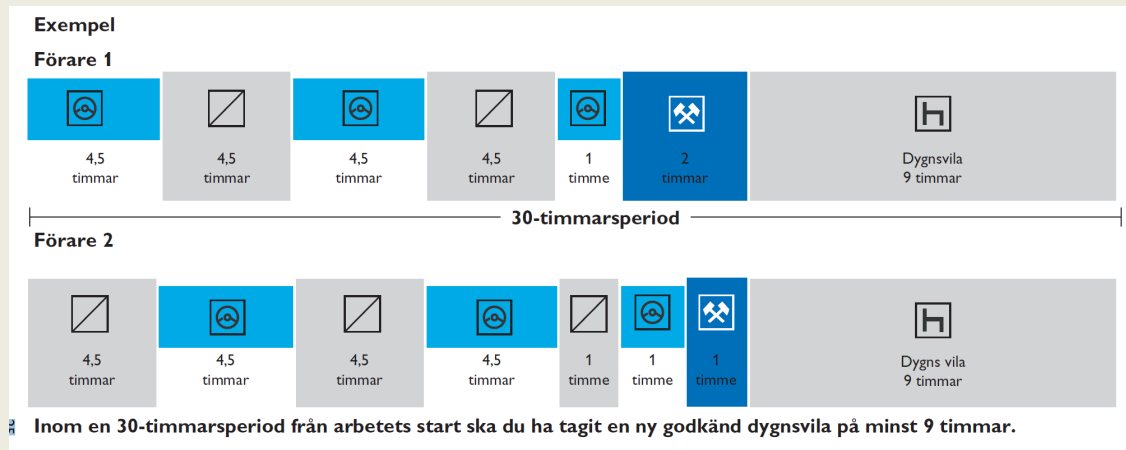 Exempel
Förare 1
4,5 timmar
4,5 timmar
4,5 timmar
4,5 timmar
1 timme
2 timmar
Dygnsvila 9 timmar
30-timmarsperiod
Förare 2
4,5 timmar
4,5 timmar
4,5 timmar
4,5 timmar
1 timme
1 timme
1 timme
Dygns vila 9 timmar
Inom en 30-timmarsperiod från arbetets start ska du ha tagit en ny godkänd dygnsvila på minst 9 timmar.